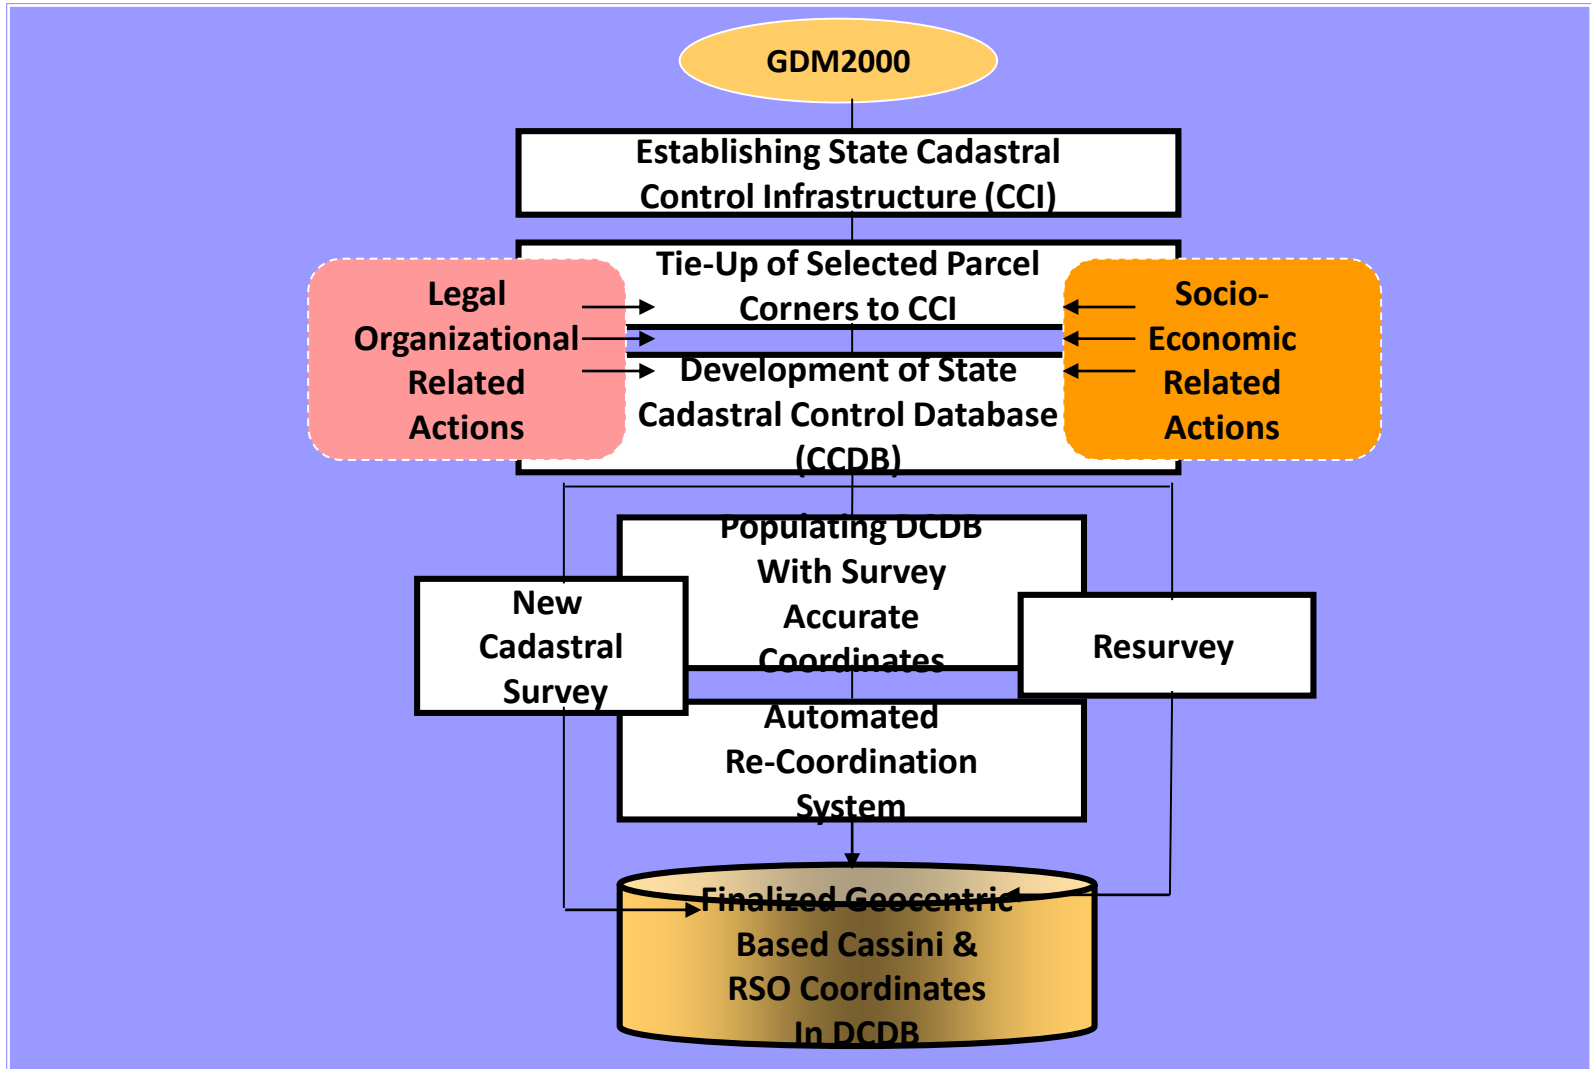 GDM2000
Establishing State Cadastral
Control Infrastructure (CCI)
Tie-Up of Selected Parcel
Corners to CCI
Legal
Organizational
Related
Actions
Socio-
Economic
Related
Actions
Development of State
Cadastral Control Database
(CCDB)
Populating DCDB
With Survey
Accurate
Coordinates
New
Cadastral
Survey
Resurvey
Automated
Re-Coordination
System
Finalized Geocentric
Based Cassini &
RSO Coordinates
In DCDB